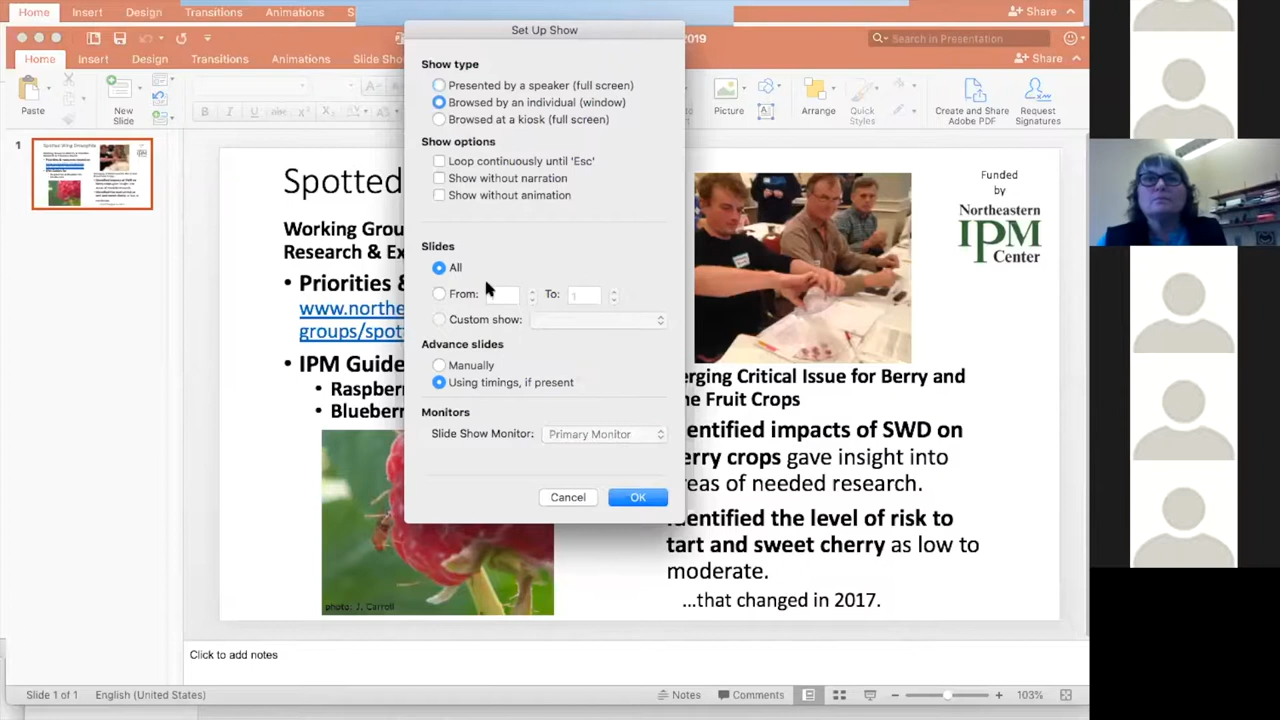 Home Insert Design Transitions Animations S
Share
2019
Search in Presentation
Home Insert Design Transitions Animations Slide Sho
Share
Paste
New
Slide
Picture
Arrange
Quick
Styles
Create and Share
Adobe PDF
Request
Signatures
Set Up Show
Show type
Presented by a speaker (full screen)
Browsed by an individual (window)
Browsed at a kiosk (full screen)
Show options
Loop continuously until 'Esc'
Show without narration
Show without animation
Slides
All
From: To: 1
Custom show:
Advance slides
Manually
Using timings, if present
Monitors
Slide Show Monitor: Primary Monitor
Cancel OK
1
Spotted
Working Grou
Research & Ex
• Priorities &
www.northe
groups/spot
• IPM Guide
• Raspberr
• Blueberr
photo: J. Carroll
Funded
by
Northeastern
IPM
Center
erging Critical Issue for Berry and
ne Fruit Crops
entified impacts of SWD on
erry crops gave insight into
reas of needed research.
Identified the level of risk to
tart and sweet cherry as low to
moderate.
...that changed in 2017.
Click to add notes
Slide 1 of 1 English (United States) Notes Comments 103%